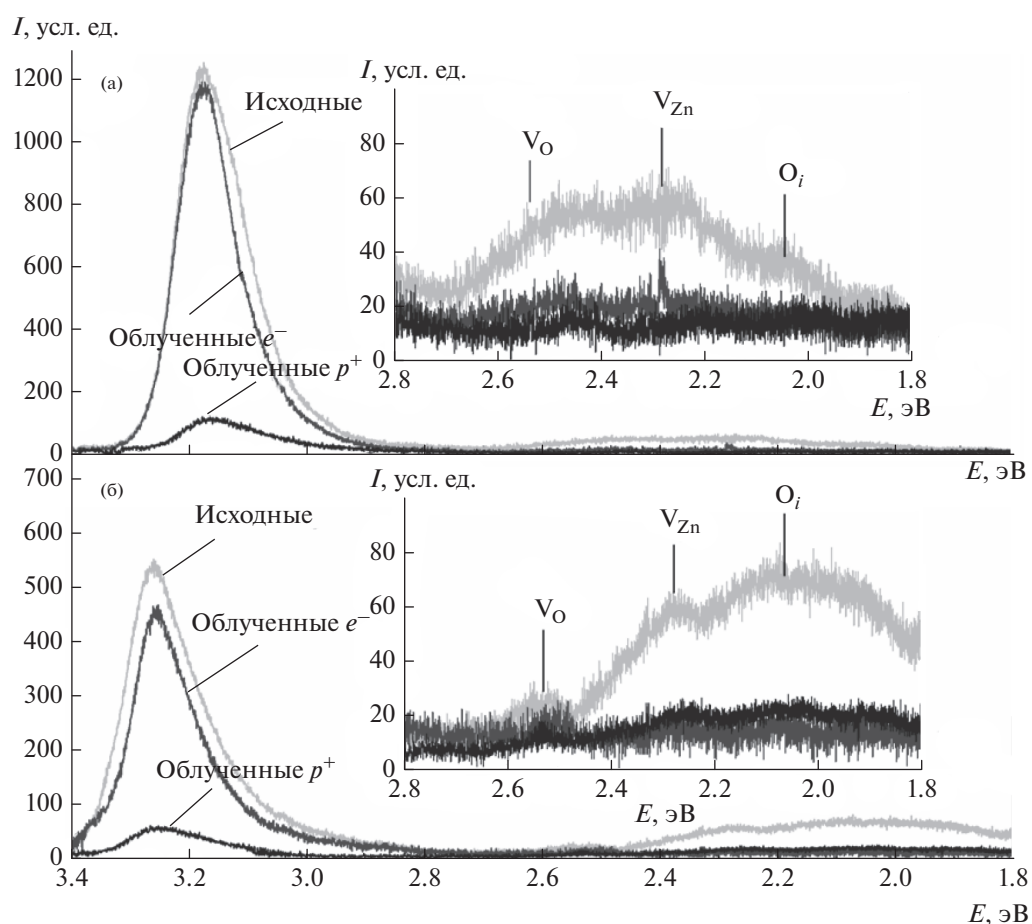 I, усл. ед.
1200
1000
800
600
400
200
0
(а)
Исходные
Облученные e⁻
Облученные p⁺
I, усл. ед.
80
60
40
20
0
V_O
V_Zn
O_i
2.8 2.6 2.4 2.2 2.0 1.8
E, эВ
E, эВ
700
600
500
400
300
200
100
0
(б)
Исходные
Облученные e⁻
Облученные p⁺
I, усл. ед.
80
60
40
20
0
V_O
V_Zn
O_i
2.8 2.6 2.4 2.2 2.0 1.8
E, эВ
3.4 3.2 3.0 2.8 2.6 2.4 2.2 2.0 1.8
E, эВ